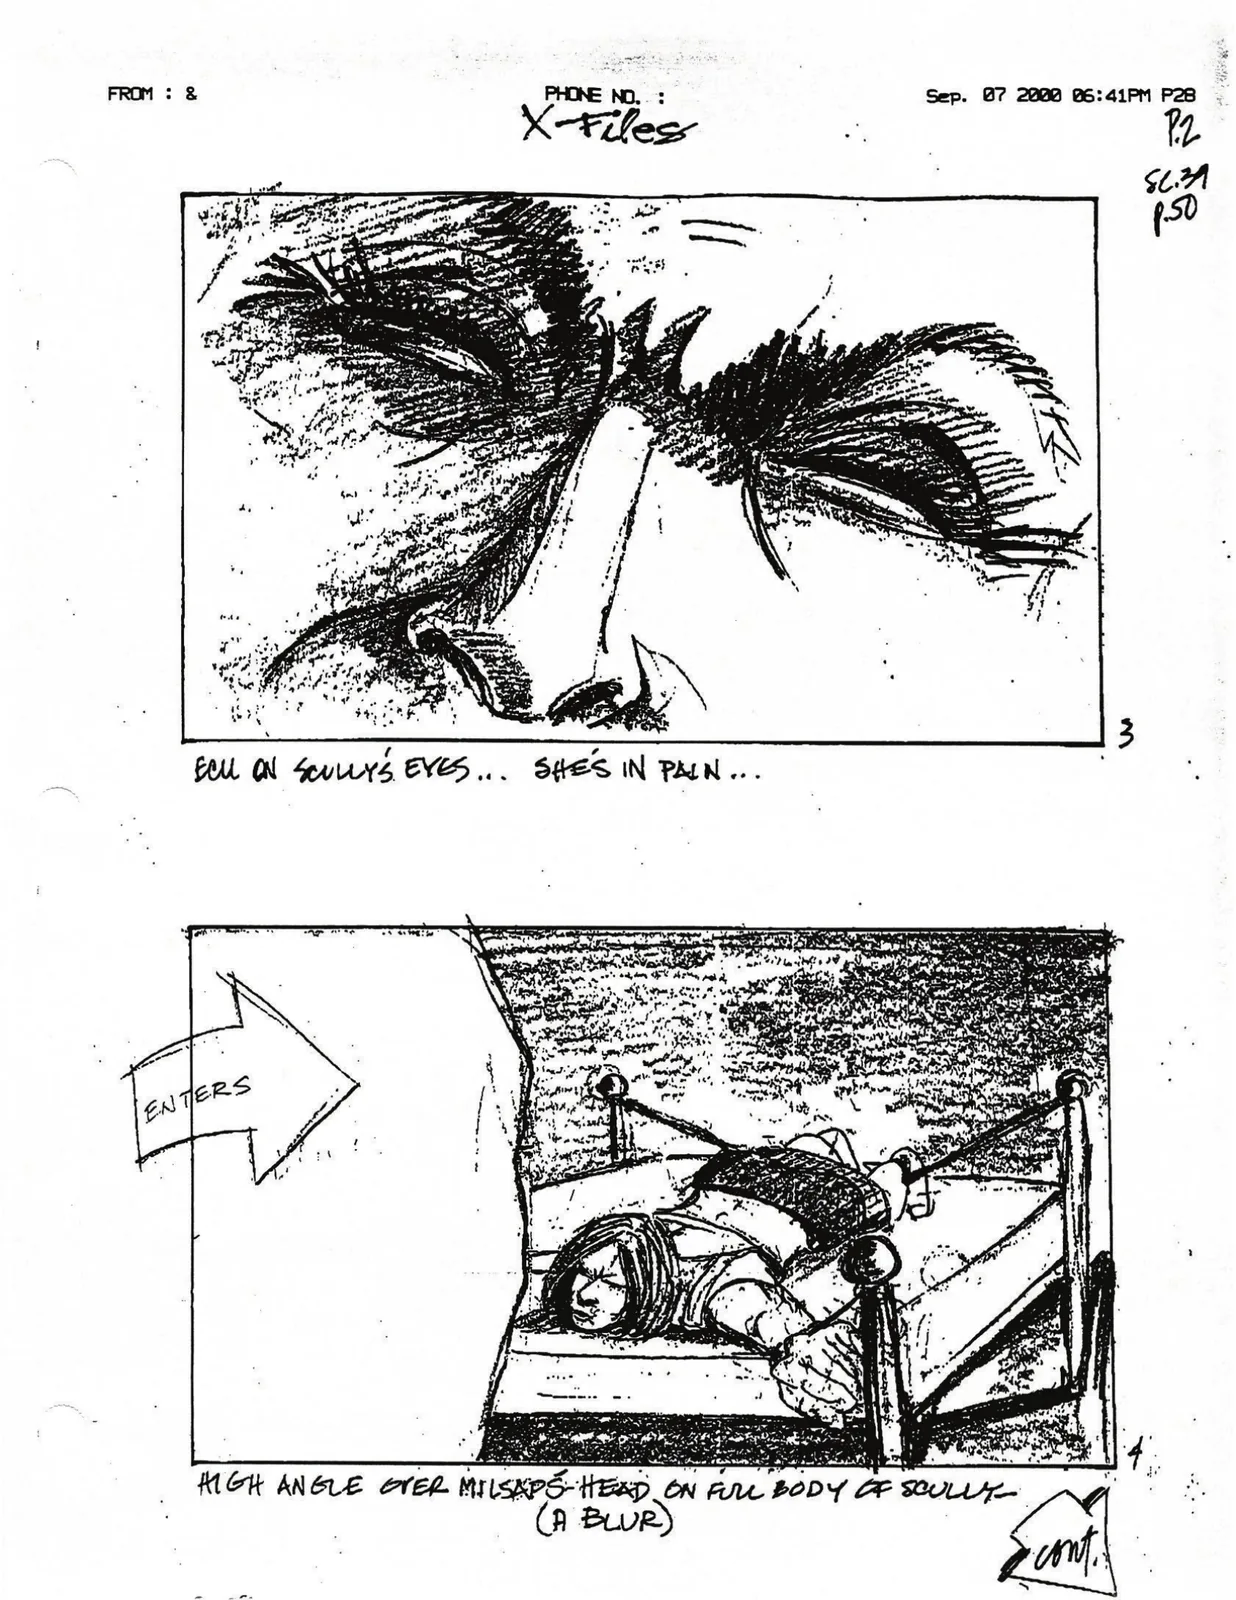 FROM : & PHONE NO. : Sep. 07 2000 06:41PM P28
X-Files
P.2
SC.39
P.50
3
ECU ON SCULLY'S EYES... SHE'S IN PAIN...
ENTERS
4
HIGH ANGLE OVER MILSAP'S HEAD ON FULL BODY OF SCULLY—
(A BLUR)
cont.